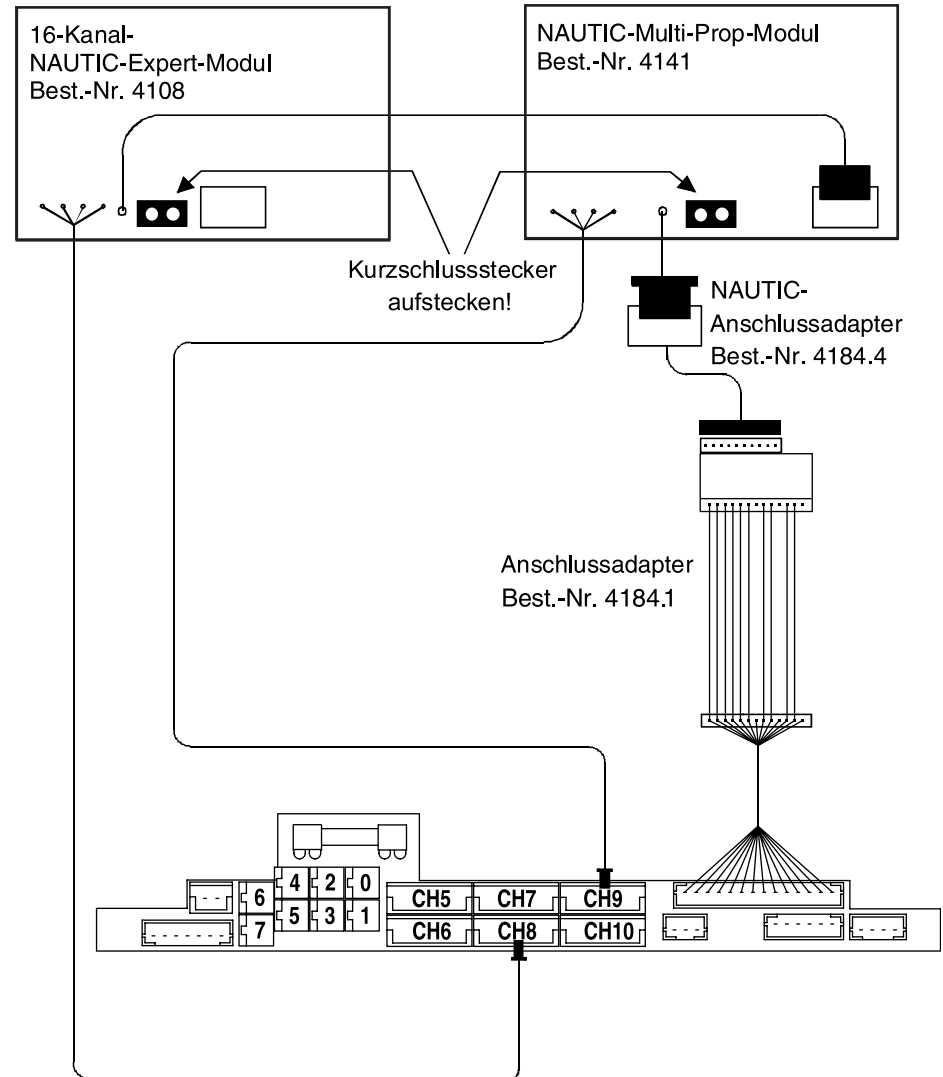 16-Kanal-
NAUTIC-Expert-Modul
Best.-Nr. 4108
NAUTIC-Multi-Prop-Modul
Best.-Nr. 4141
Kurzschlussstecker
aufstecken!
NAUTIC-
Anschlussadapter
Best.-Nr. 4184.4
Anschlussadapter
Best.-Nr. 4184.1
6 4 2 0
7 5 3 1
CH5 CH7 CH9
CH6 CH8 CH10